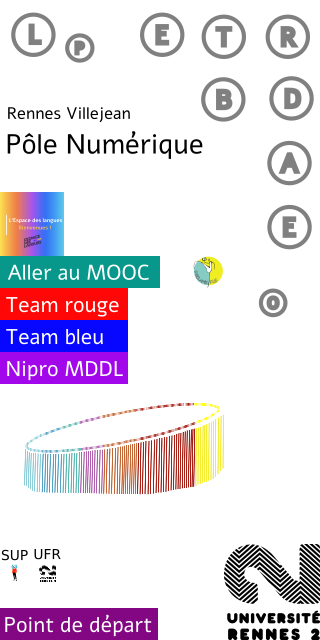 L P E T R
B D
Rennes Villejean
Pôle Numérique
A
L'Espace des langues
Bienvenues !
E
Aller au MOOC
O
Team rouge
Team bleu
Nipro MDDL
SUP UFR
UNIVERSITÉ
RENNES 2
Point de départ